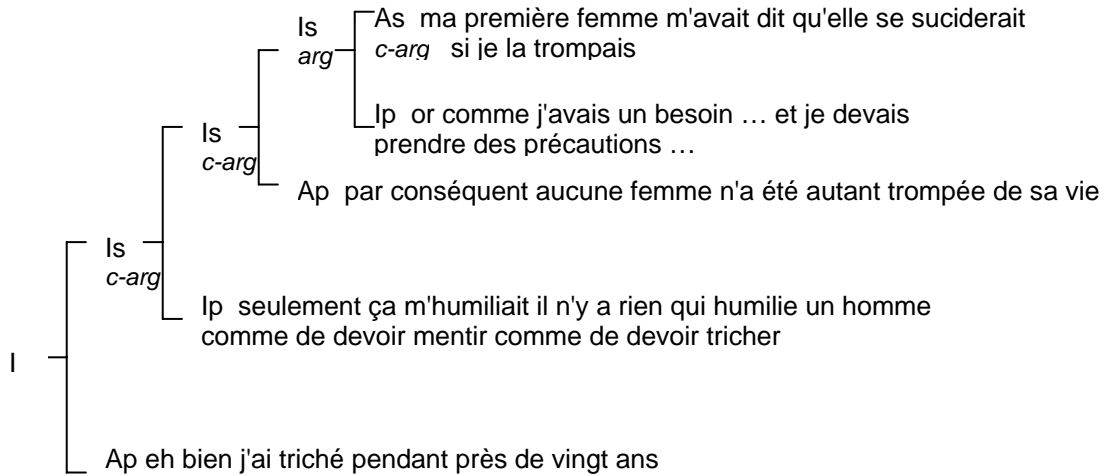 Is
arg
As ma première femme m'avait dit qu'elle se suciderait
c-arg si je la trompais
Ip or comme j'avais un besoin … et je devais
prendre des précautions …
Is
c-arg
Ap par conséquent aucune femme n'a été autant trompée de sa vie
Is
c-arg
Ip seulement ça m'humiliait il n'y a rien qui humilie un homme
comme de devoir mentir comme de devoir tricher
I
Ap eh bien j'ai triché pendant près de vingt ans